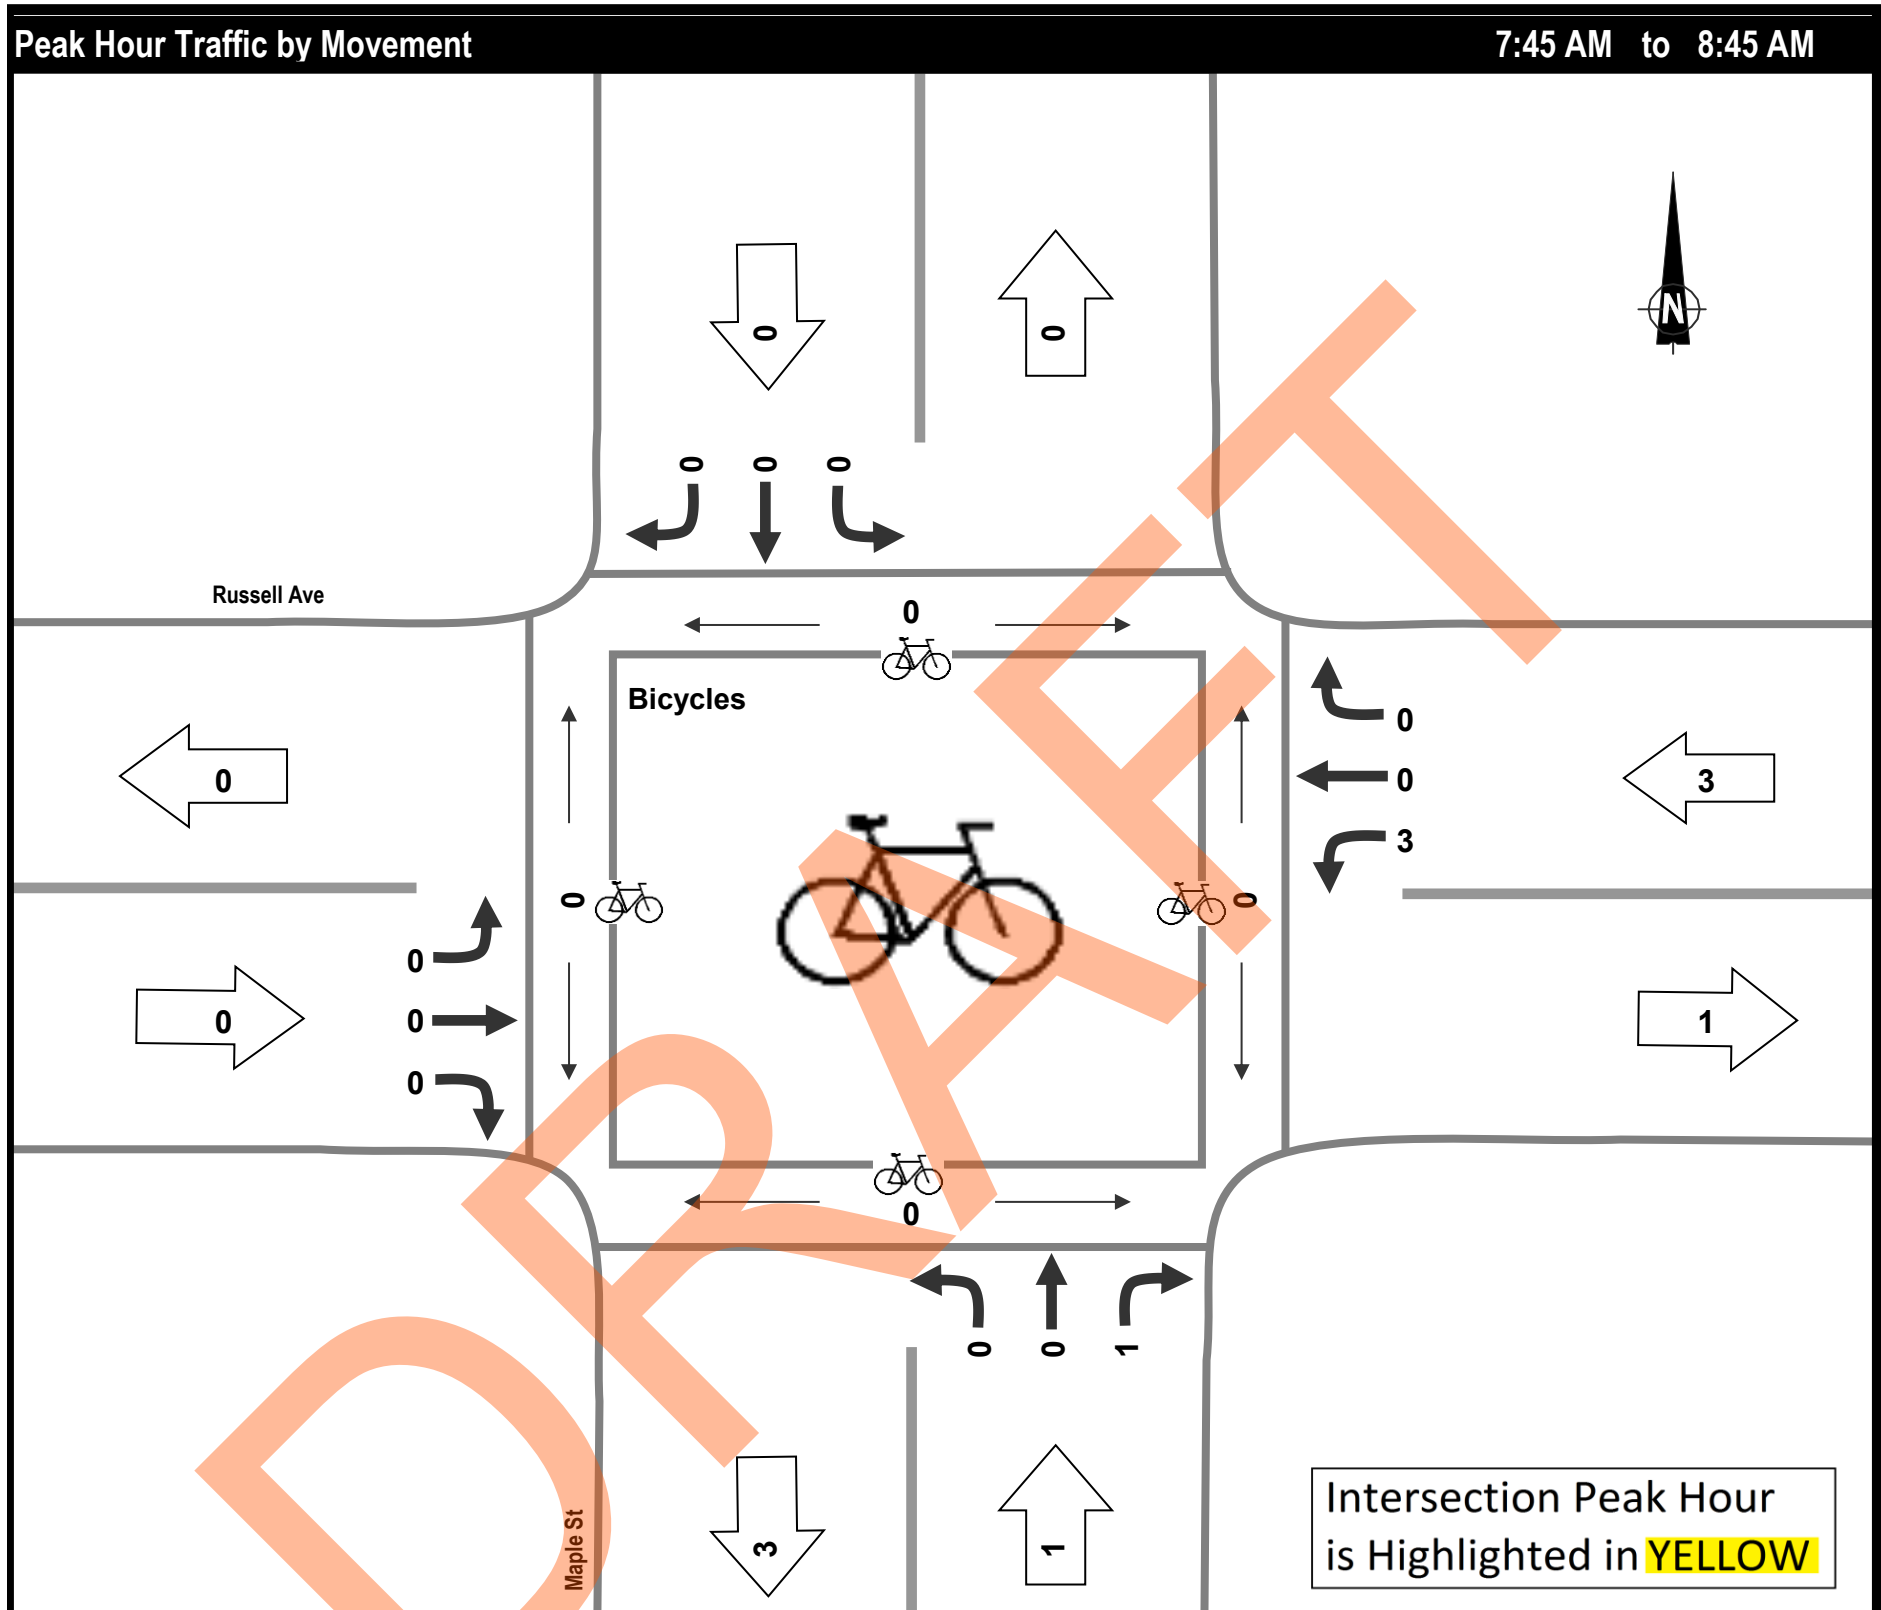 Peak Hour Traffic by Movement 7:45 AM to 8:45 AM
0 0
0 0 0
N
Russell Ave
0
Bicycles
0
0
0
3
0
3
0 0
0
0
0
0
0
1
0
0 0 1
Maple St
3 1
Intersection Peak Hour
is Highlighted in YELLOW
DRAFT